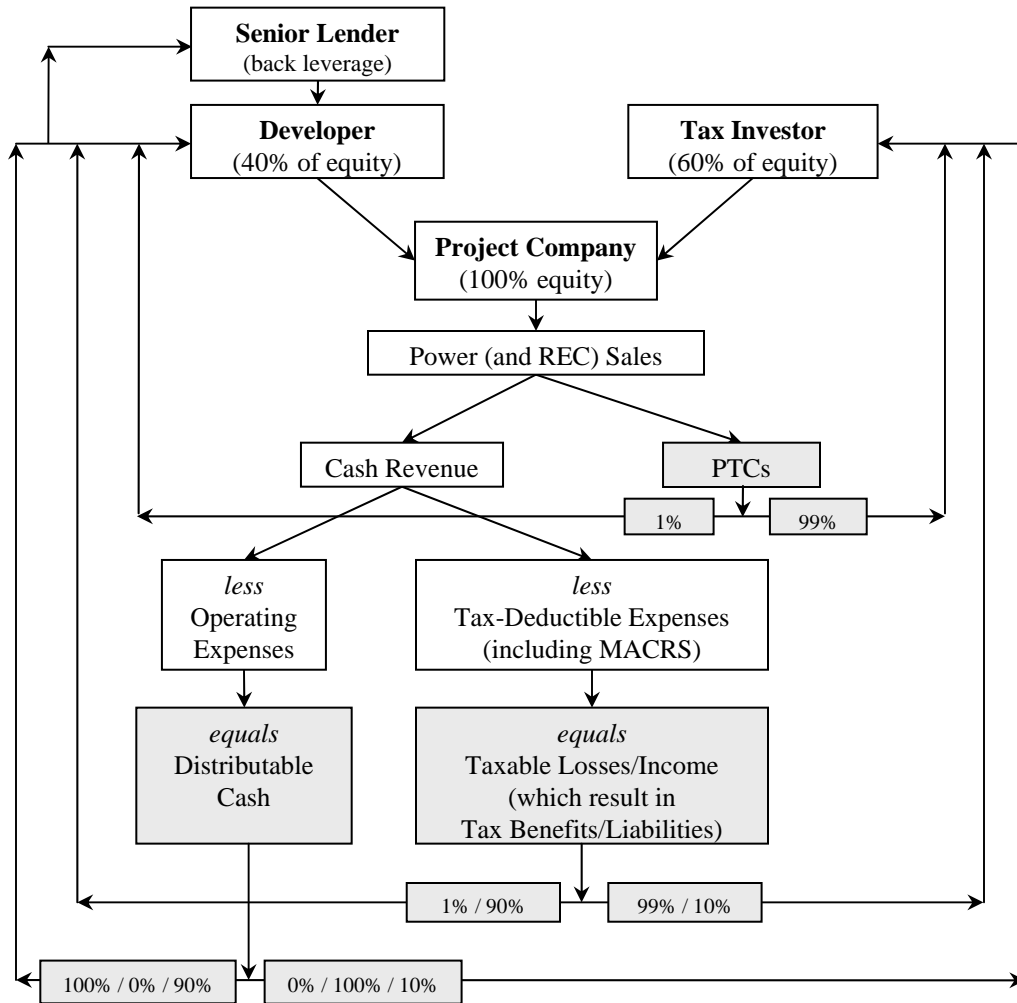 Senior Lender
(back leverage)
Developer
(40% of equity)
Tax Investor
(60% of equity)
Project Company
(100% equity)
Power (and REC) Sales
Cash Revenue
PTCs
1%
99%
less
Operating
Expenses
less
Tax-Deductible Expenses
(including MACRS)
equals
Distributable
Cash
equals
Taxable Losses/Income
(which result in
Tax Benefits/Liabilities)
1% / 90%
99% / 10%
100% / 0% / 90%
0% / 100% / 10%